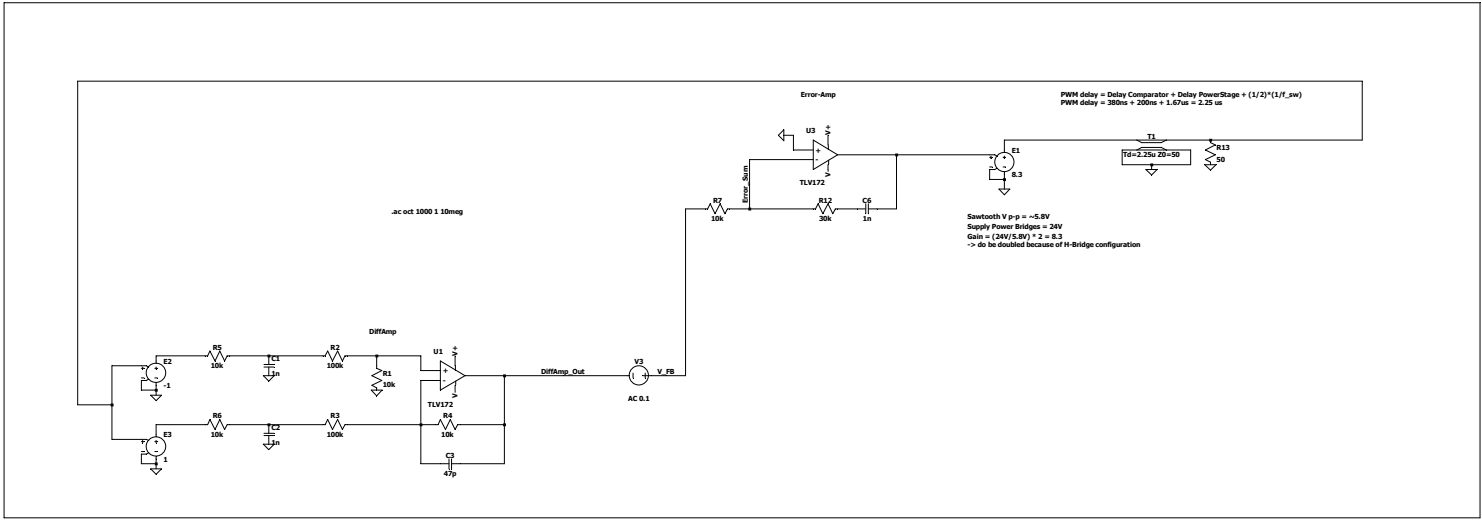 Error-Amp
PWM delay = Delay Comparator + Delay PowerStage + (1/2)*(1/f_sw)
PWM delay = 380ns + 200ns + 1.67us = 2.25 us
U3
V+
+
-
V-
TLV172
T1
Td=2.25u Z0=50
R13
50
E1
8.3
Error_Sum
R7
10k
R12
30k
C6
1n
.ac oct 1000 1 10meg
Sawtooth V p-p = ~5.8V
Supply Power Bridges = 24V
Gain = (24V/5.8V) * 2 = 8.3
-> do be doubled because of H-Bridge configuration
DiffAmp
E2
-1
R5
10k
C1
1n
R2
100k
R1
10k
U1
V+
+
-
V-
TLV172
DiffAmp_Out
V3
V_FB
AC 0.1
E3
1
R6
10k
C2
1n
R3
100k
R4
10k
C3
47p